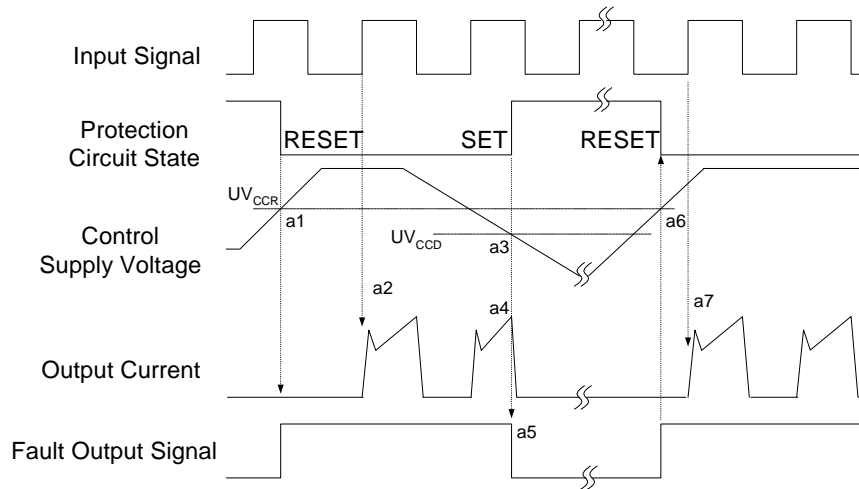 Input Signal
Protection
Circuit State
RESET
SET
RESET
UVCCR
a1
a6
Control
Supply Voltage
UVCCD
a3
a2
a4
a7
Output Current
a5
Fault Output Signal